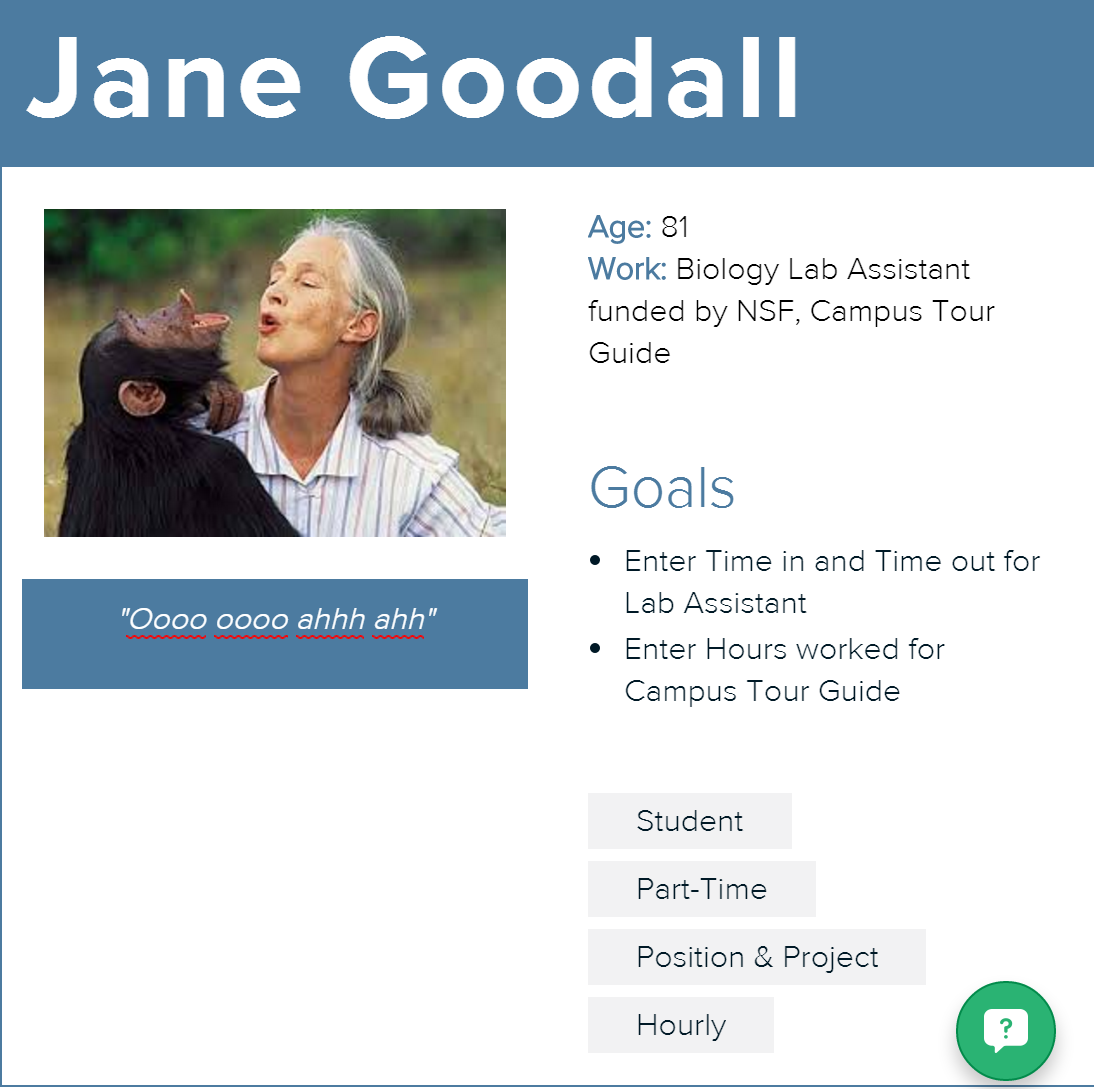 Jane Goodall
"Oooo oooo ahhh ahh"
Age: 81
Work: Biology Lab Assistant
funded by NSF, Campus Tour
Guide
Goals
• Enter Time in and Time out for
Lab Assistant
• Enter Hours worked for
Campus Tour Guide
Student
Part-Time
Position & Project
Hourly
?